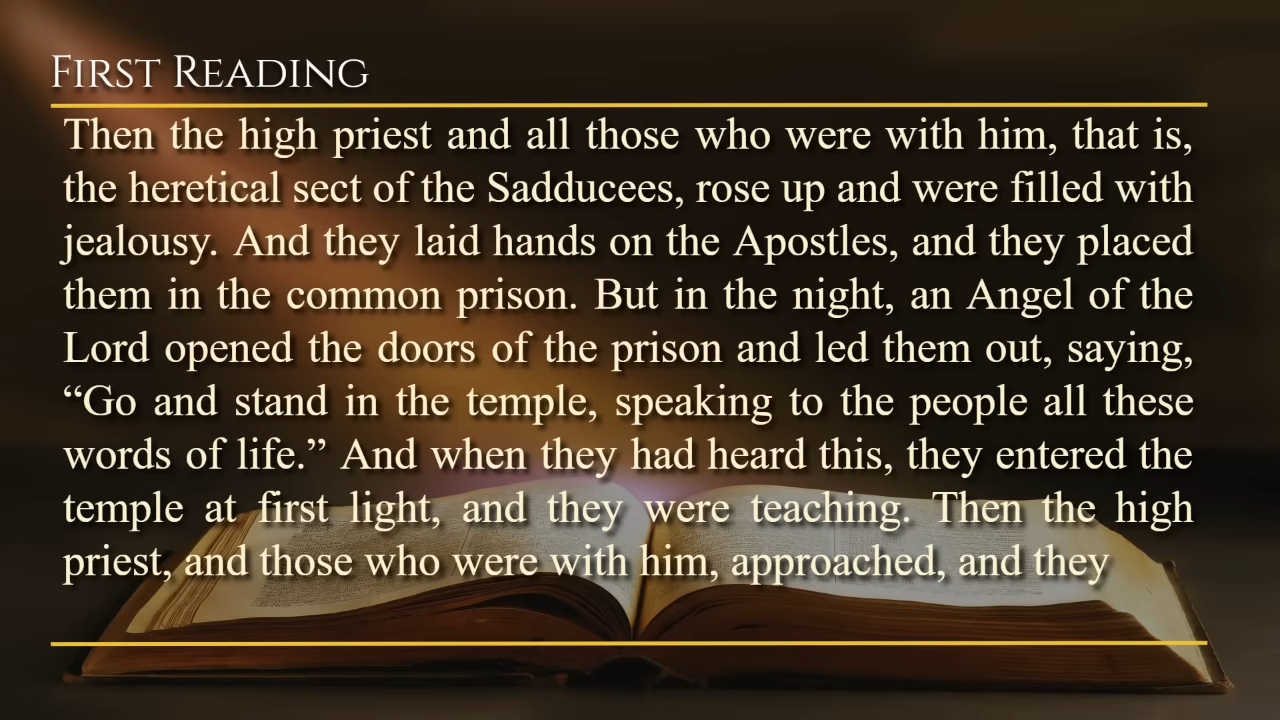 First Reading
Then the high priest and all those who were with him, that is,
the heretical sect of the Sadducees, rose up and were filled with
jealousy. And they laid hands on the Apostles, and they placed
them in the common prison. But in the night, an Angel of the
Lord opened the doors of the prison and led them out, saying,
“Go and stand in the temple, speaking to the people all these
words of life.” And when they had heard this, they entered the
temple at first light, and they were teaching. Then the high
priest, and those who were with him, approached, and they